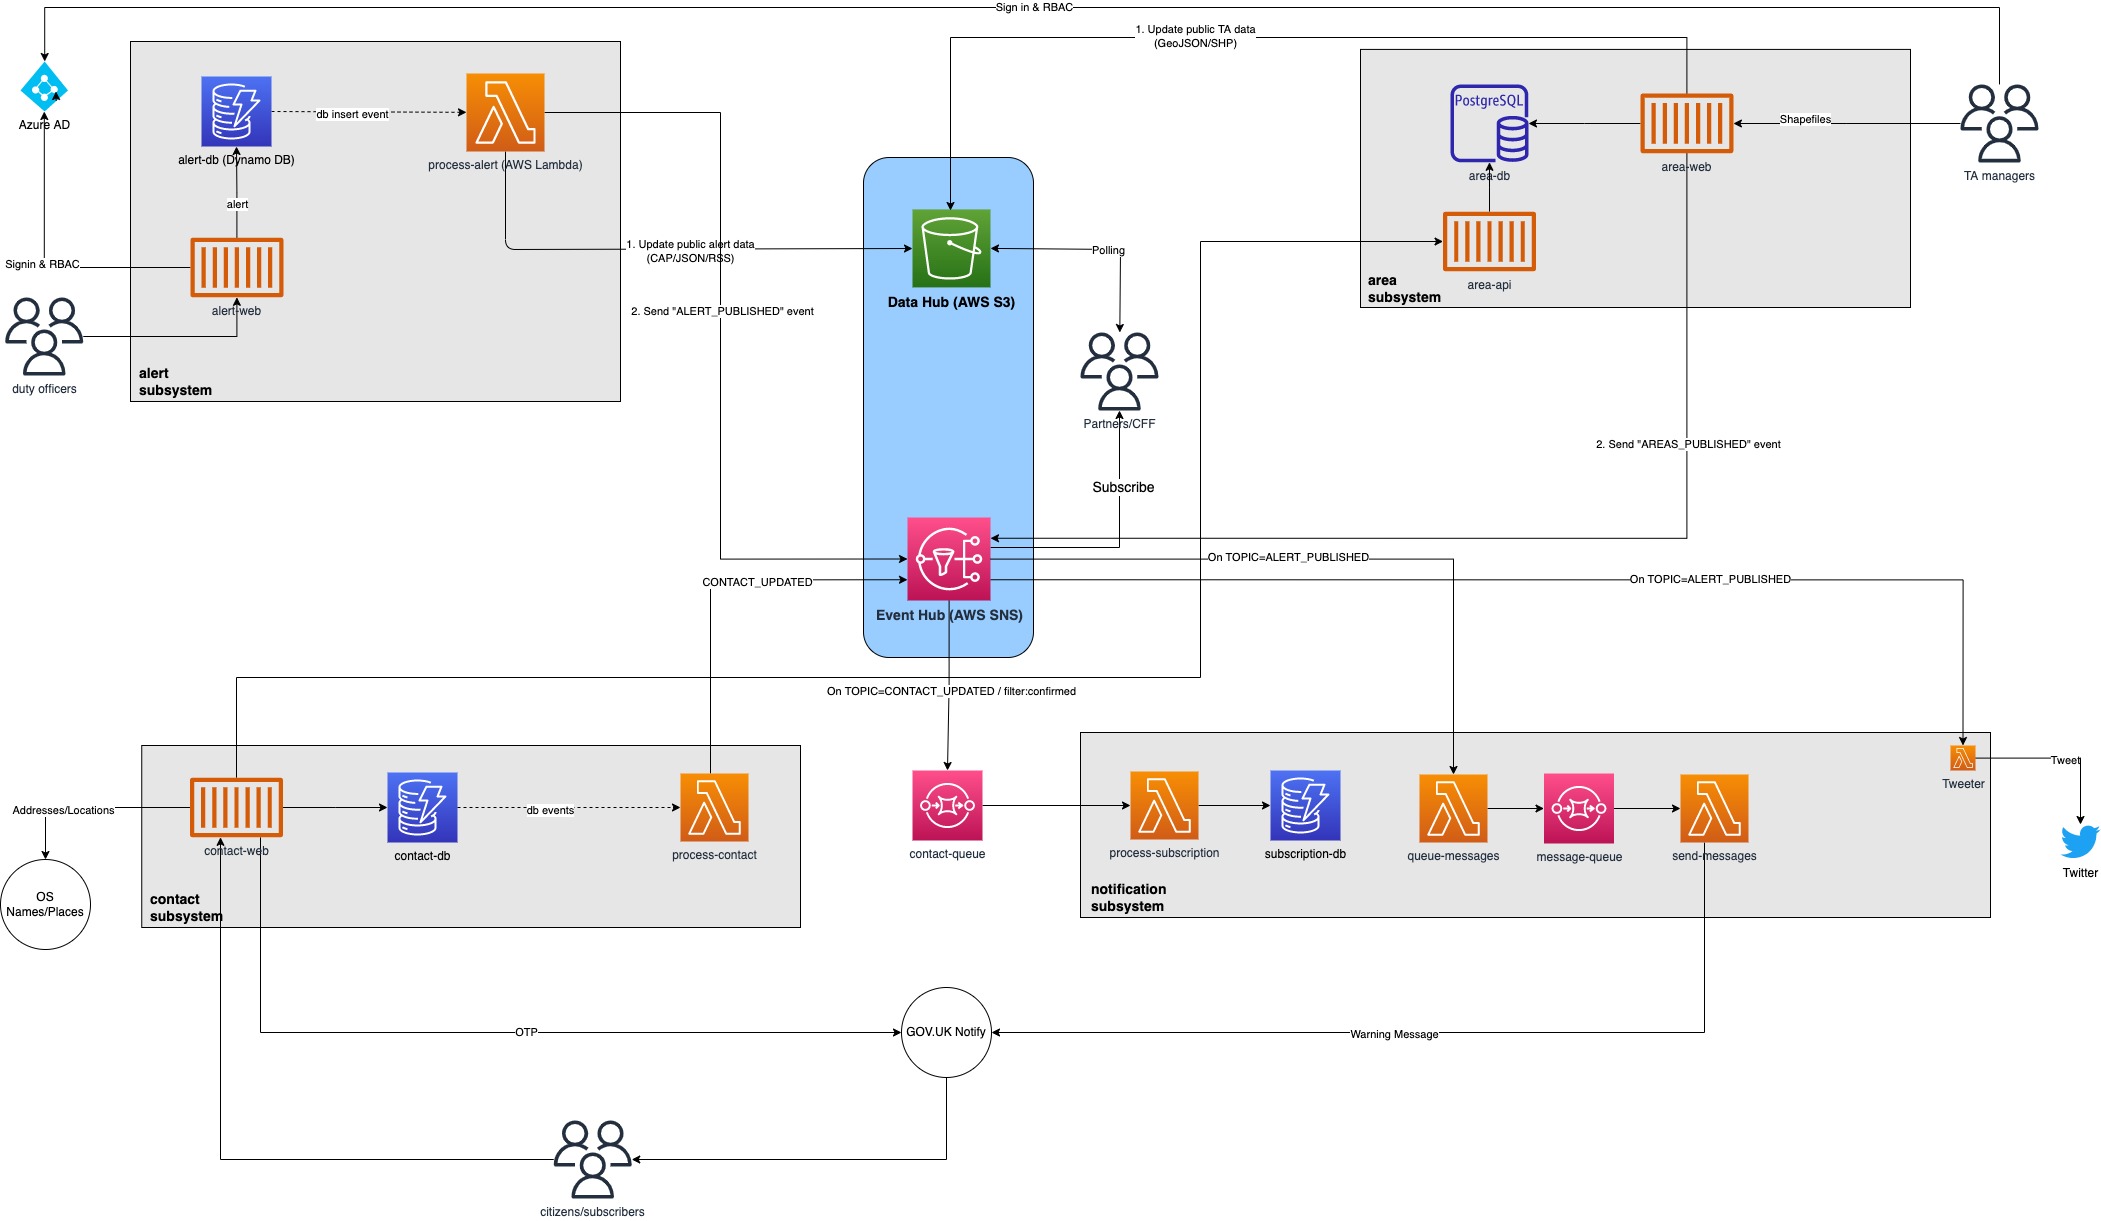 Sign in & RBAC
1. Update public TA data
(GeoJSON/SHP)
Azure AD
db insert event
alert-db (Dynamo DB)
process-alert (AWS Lambda)
alert
Signin & RBAC
alert-web
duty officers
alert
subsystem
1. Update public alert data
(CAP/JSON/RSS)
2. Send "ALERT_PUBLISHED" event
Data Hub (AWS S3)
Polling
Partners/CFF
Subscribe
PostgreSQL
area-db
area-web
Shapefiles
TA managers
area-api
area
subsystem
2. Send "AREAS_PUBLISHED" event
On TOPIC=ALERT_PUBLISHED
On TOPIC=ALERT_PUBLISHED
CONTACT_UPDATED
Event Hub (AWS SNS)
On TOPIC=CONTACT_UPDATED / filter:confirmed
Addresses/Locations
OS
Names/Places
contact-web
contact-db
db events
process-contact
contact
subsystem
contact-queue
process-subscription
subscription-db
queue-messages
message-queue
send-messages
Tweeter
notification
subsystem
Tweet
Twitter
OTP
GOV.UK Notify
Warning Message
citizens/subscribers